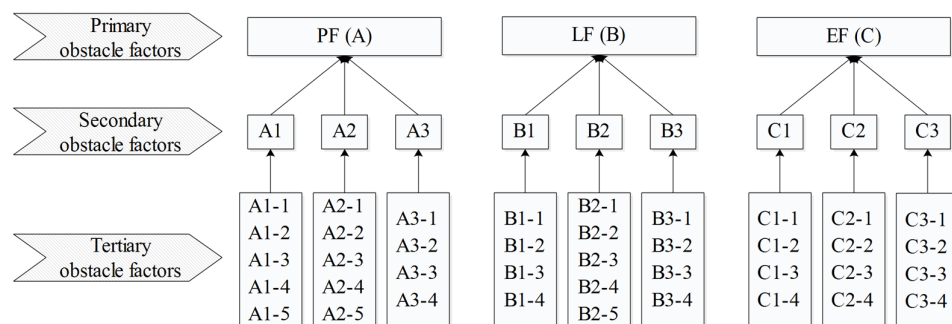 Primary
obstacle factors
PF (A)
LF (B)
EF (C)
Secondary
obstacle factors
A1
A2
A3
B1
B2
B3
C1
C2
C3
Tertiary
obstacle factors
A1-1
A1-2
A1-3
A1-4
A1-5
A2-1
A2-2
A2-3
A2-4
A2-5
A3-1
A3-2
A3-3
A3-4
B1-1
B1-2
B1-3
B1-4
B2-1
B2-2
B2-3
B2-4
B2-5
B3-1
B3-2
B3-3
B3-4
C1-1
C1-2
C1-3
C1-4
C2-1
C2-2
C2-3
C2-4
C3-1
C3-2
C3-3
C3-4